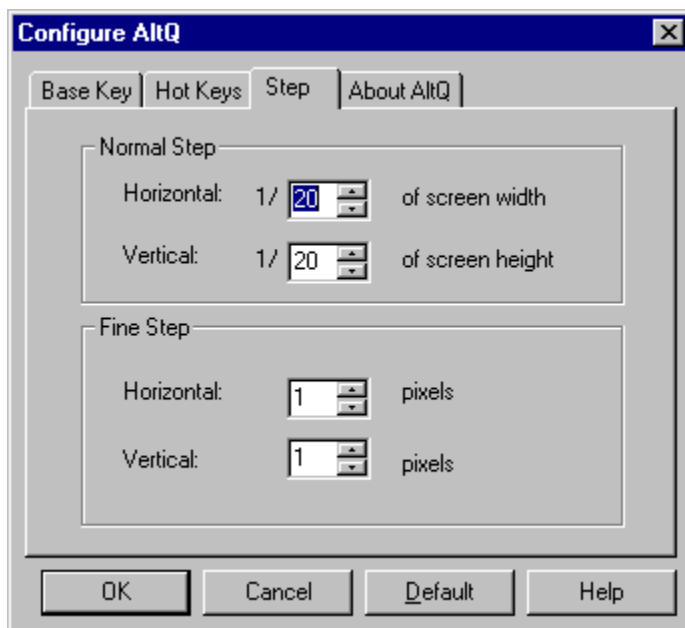 Configure AltQ
Base Key Hot Keys Step About AltQ
Normal Step
Horizontal: 1/ 20 of screen width
Vertical: 1/ 20 of screen height
Fine Step
Horizontal: 1 pixels
Vertical: 1 pixels
OK Cancel Default Help